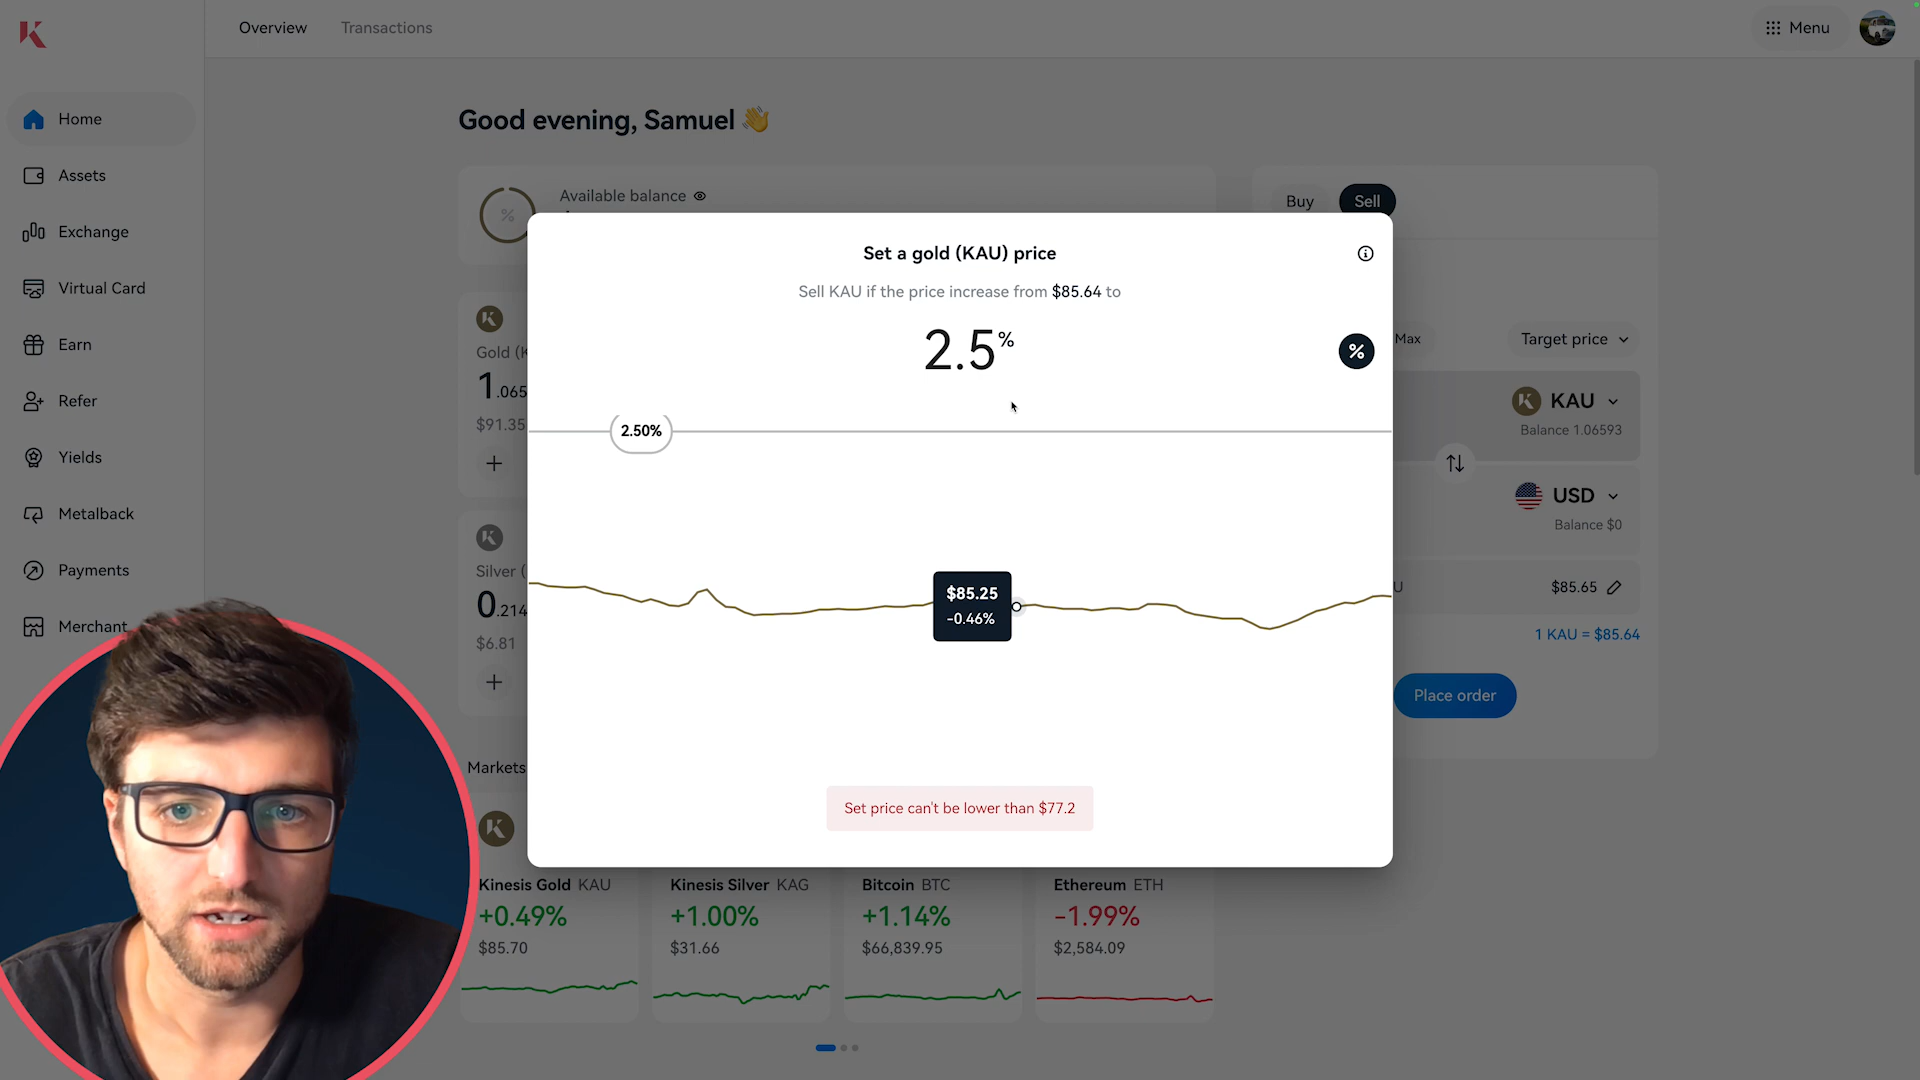 Overview
Transactions
Menu
Home
Assets
Exchange
Virtual Card
Earn
Refer
Yields
Metalback
Payments
Merchant
Good evening, Samuel 👋
%
Available balance
Buy
Sell
Set a gold (KAU) price
Sell KAU if the price increase from $85.64 to
2.5%
%
2.50%
$85.25
-0.46%
Set price can't be lower than $77.2
Gold (
1.065
$91.35
+
Silver (
0.214
$6.81
+
Max
Target price
KAU
Balance 1.06593
USD
Balance $0
U
$85.65
1 KAU = $85.64
Place order
Markets
Kinesis Gold KAU
+0.49%
$85.70
Kinesis Silver KAG
+1.00%
$31.66
Bitcoin BTC
+1.14%
$66,839.95
Ethereum ETH
-1.99%
$2,584.09